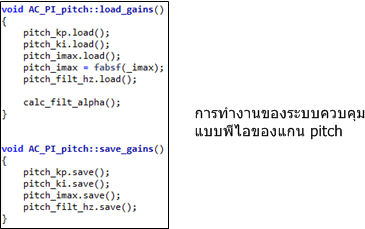 void AC_PI_pitch::load_gains()
{
    pitch_kp.load();
    pitch_ki.load();
    pitch_imax.load();
    pitch_imax = fabsf(_imax);
    pitch_filt_hz.load();

    calc_filt_alpha();
}

void AC_PI_pitch::save_gains()
{
    pitch_kp.save();
    pitch_ki.save();
    pitch_imax.save();
    pitch_filt_hz.save();
}
การทำงานของระบบควบคุม
แบบพีไอของแกน pitch